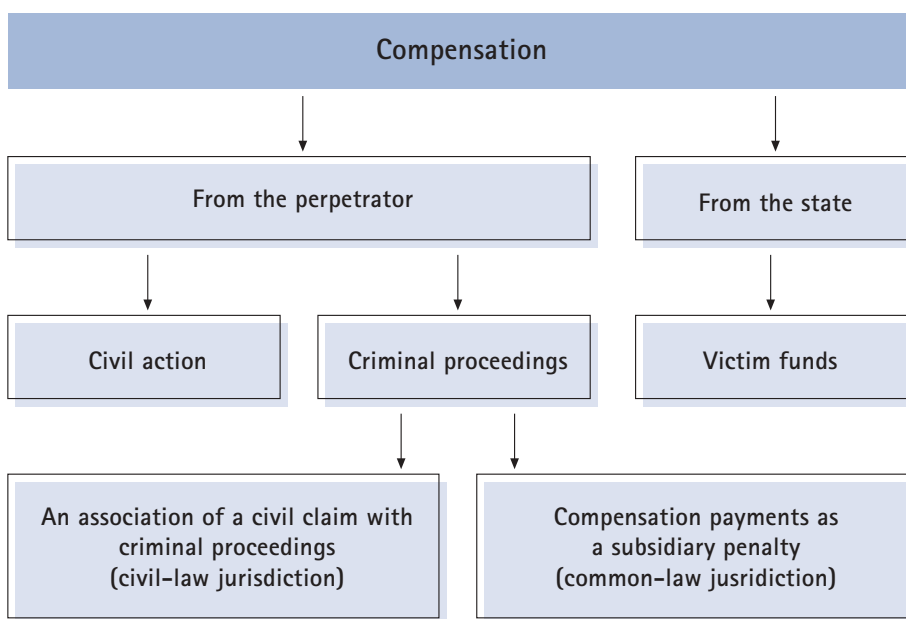 Compensation
From the perpetrator
From the state
Civil action
Criminal proceedings
Victim funds
An association of a civil claim with
criminal proceedings
(civil-law jurisdiction)
Compensation payments as
a subsidiary penalty
(common-law jusridiction)